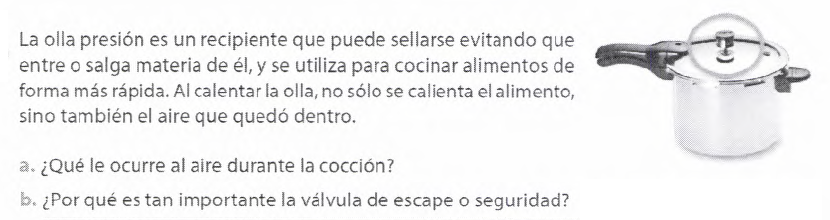 La olla presión es un recipiente que puede sellarse evitando que
entre o salga materia de él, y se utiliza para cocinar alimentos de
forma más rápida. Al calentar la olla, no sólo se calienta el alimento,
sino también el aire que quedó dentro.
a. ¿Qué le ocurre al aire durante la cocción?
b. ¿Por qué es tan importante la válvula de escape o seguridad?